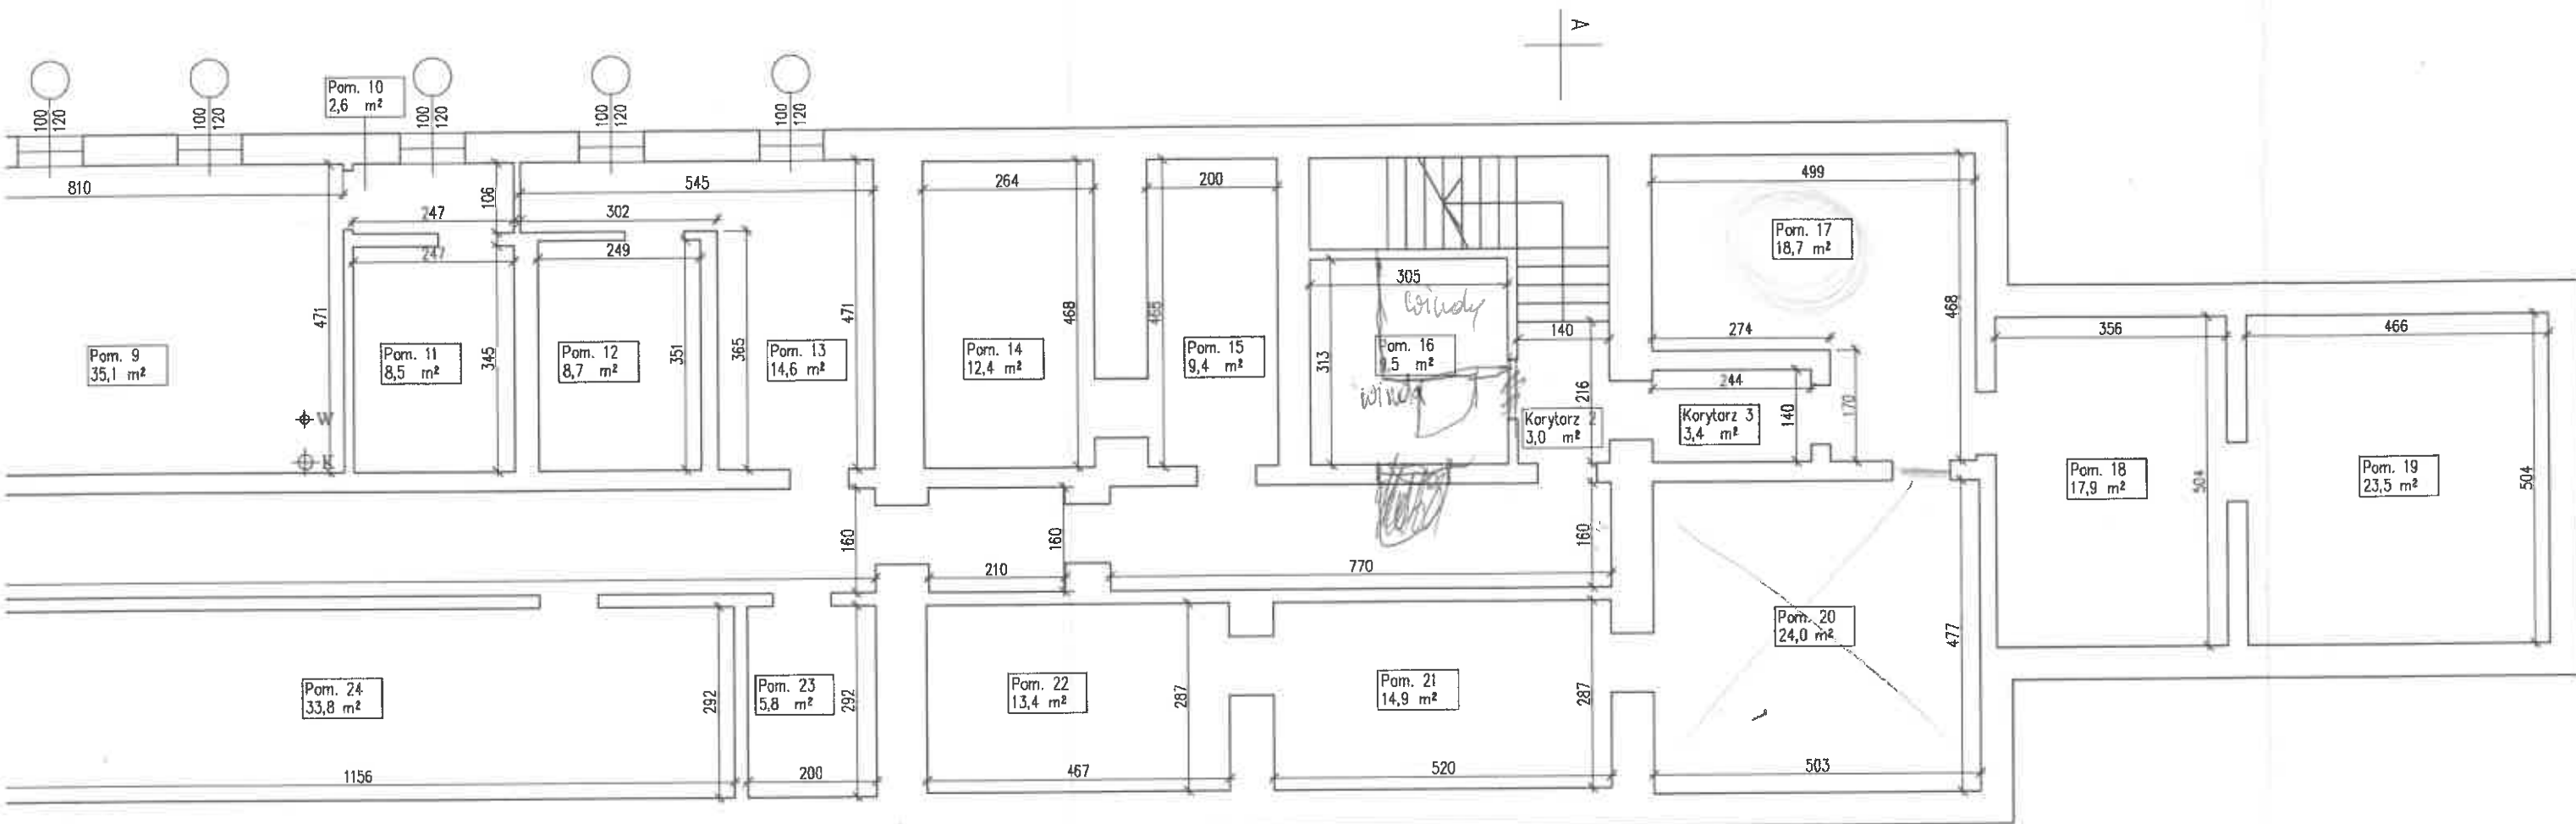 A
100
120
100
120
Pom. 10
2,6 m²
100
120
100
120
100
120
810
106
545
264
200
499
247
302
247
249
Pom. 17
18,7 m²
305
windy
471
345
351
365
471
468
468
468
313
140
274
356
466
Pom. 9
35,1 m²
Pom. 11
8,5 m²
Pom. 12
8,7 m²
Pom. 13
14,6 m²
Pom. 14
12,4 m²
Pom. 15
9,4 m²
Pom. 16
9,5 m²
winda
216
244
140
170
W
K
Korytarz 2
3,0 m²
Korytarz 3
3,4 m²
Pom. 18
17,9 m²
504
Pom. 19
23,5 m²
504
160
160
160
210
770
Pom. 20
24,0 m²
477
Pom. 24
33,8 m²
292
Pom. 23
5,8 m²
292
Pom. 22
13,4 m²
287
Pom. 21
14,9 m²
287
1156
200
467
520
503